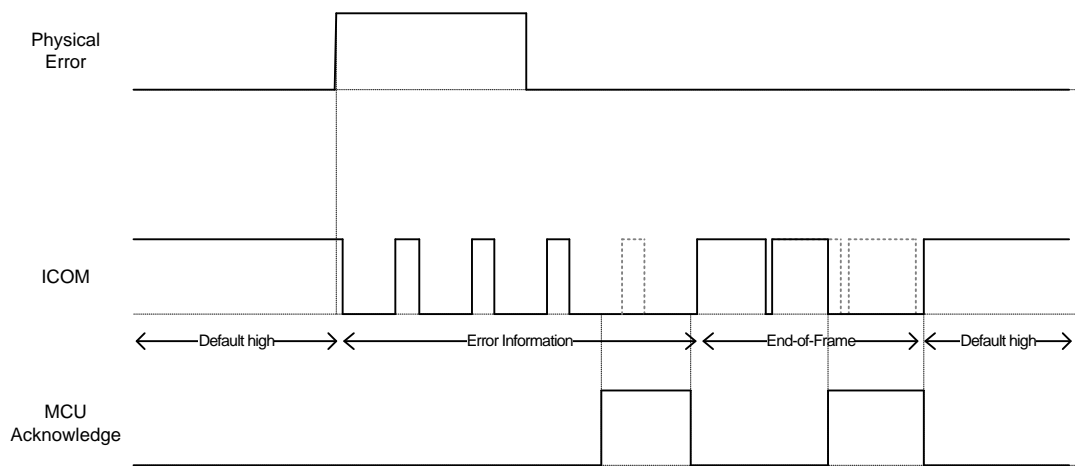 Physical
Error
ICOM
Default high
Error Information
End-of-Frame
Default high
MCU
Acknowledge